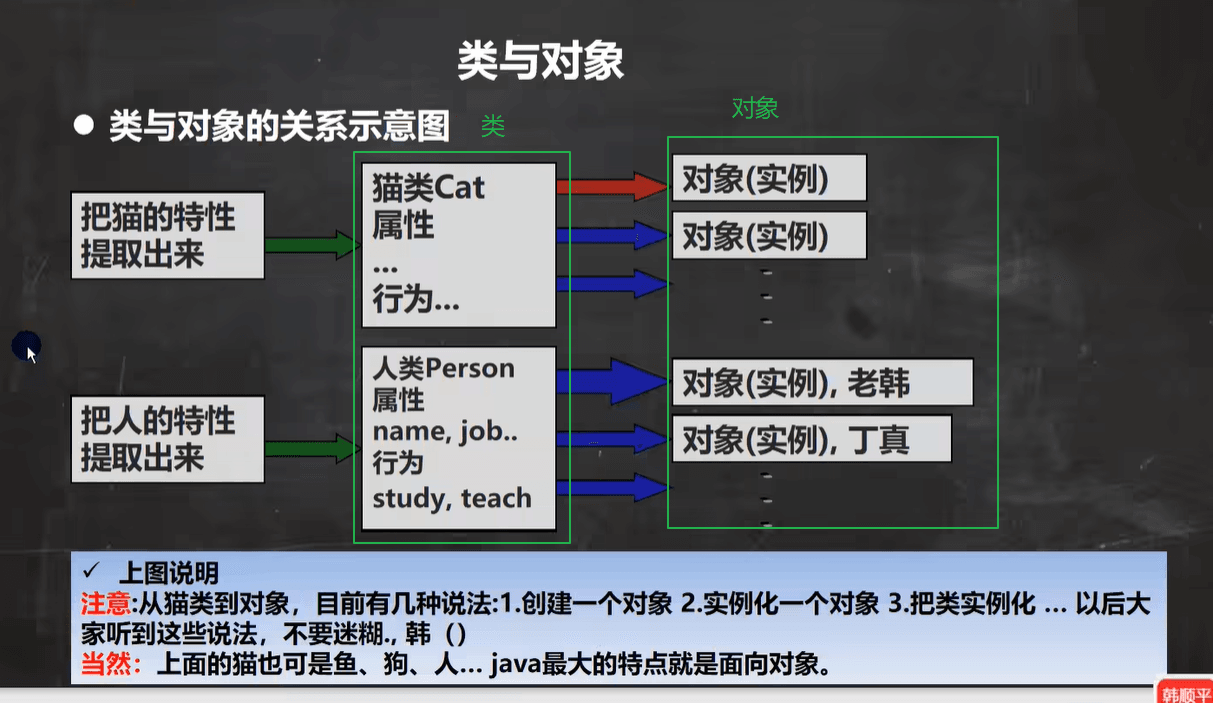 类与对象
● 类与对象的关系示意图
类
对象
把猫的特性
提取出来
猫类Cat
属性
...
行为...
对象(实例)
对象(实例)
把人的特性
提取出来
人类Person
属性
name, job..
行为
study, teach
对象(实例), 老韩
对象(实例), 丁真
✓ 上图说明
注意:从猫类到对象，目前有几种说法:1.创建一个对象 2.实例化一个对象 3.把类实例化 ... 以后大
家听到这些说法，不要迷糊., 韩（）
当然：上面的猫也可是鱼、狗、人... java最大的特点就是面向对象。
韩顺平